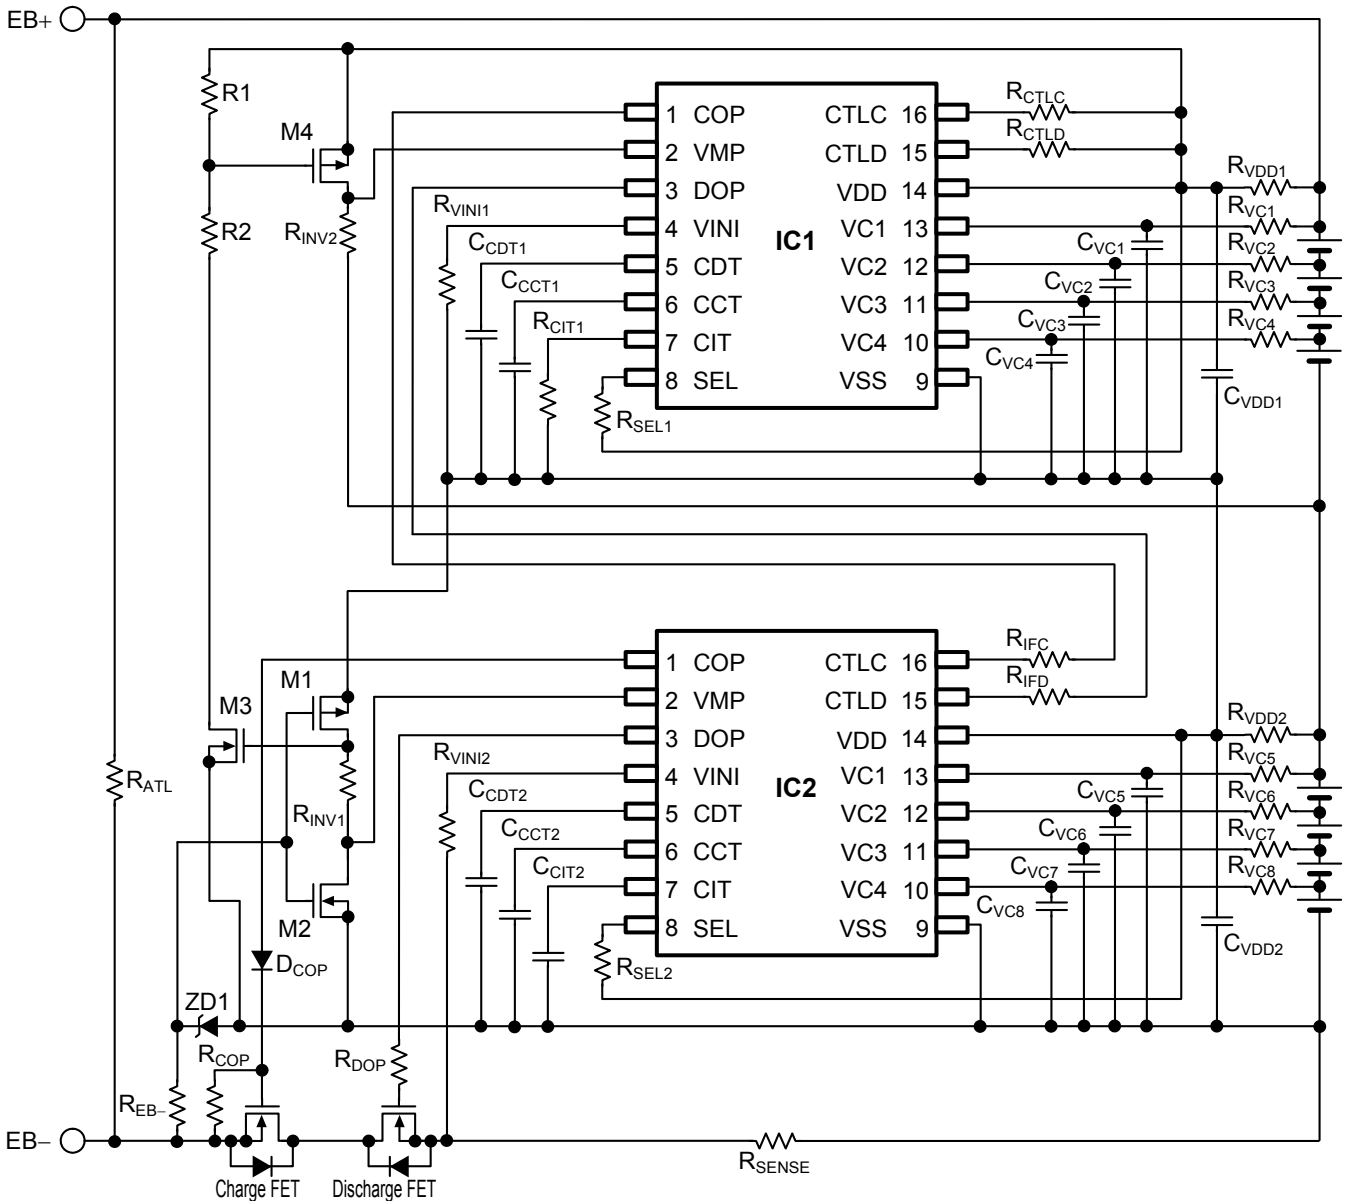 EB+
R1
M4
R2
RINV2
RVINI1
CCDT1
CCCT1
RCIT1
RSEL1
1 COP
2 VMP
3 DOP
4 VINI
5 CDT
6 CCT
7 CIT
8 SEL
IC1
CTLC 16
CTLD 15
VDD 14
VC1 13
VC2 12
VC3 11
VC4 10
VSS 9
RCTLC
RCTLD
RVDD1
RVC1
RVC2
RVC3
RVC4
CVC1
CVC2
CVC3
CVC4
CVDD1
M1
M3
RATL
RINV1
M2
DCOP
ZD1
RVINI2
CCDT2
CCCT2
CCIT2
RSEL2
1 COP
2 VMP
3 DOP
4 VINI
5 CDT
6 CCT
7 CIT
8 SEL
IC2
CTLC 16
CTLD 15
VDD 14
VC1 13
VC2 12
VC3 11
VC4 10
VSS 9
RIFC
RIFD
RVDD2
RVC5
RVC6
RVC7
RVC8
CVC5
CVC6
CVC7
CVC8
CVDD2
RCOP
RDOP
REB−
EB−
RSENSE
Charge FET
Discharge FET